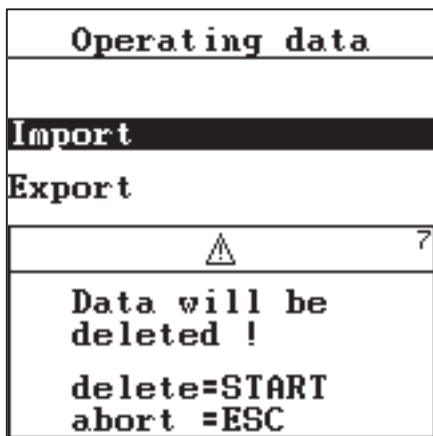 Operating data
Import
Export
7
Data will be
deleted !
delete=START
abort =ESC